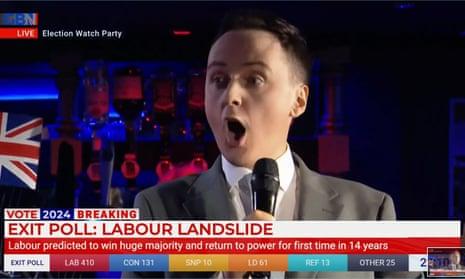 GBN
LIVE Election Watch Party
VOTE 2024 BREAKING
EXIT POLL: LABOUR LANDSLIDE
Labour predicted to win huge majority and return to power for first time in 14 years
EXIT POLL LAB 410 CON 131 SNP 10 LD 61 REF 13 OTHER 25